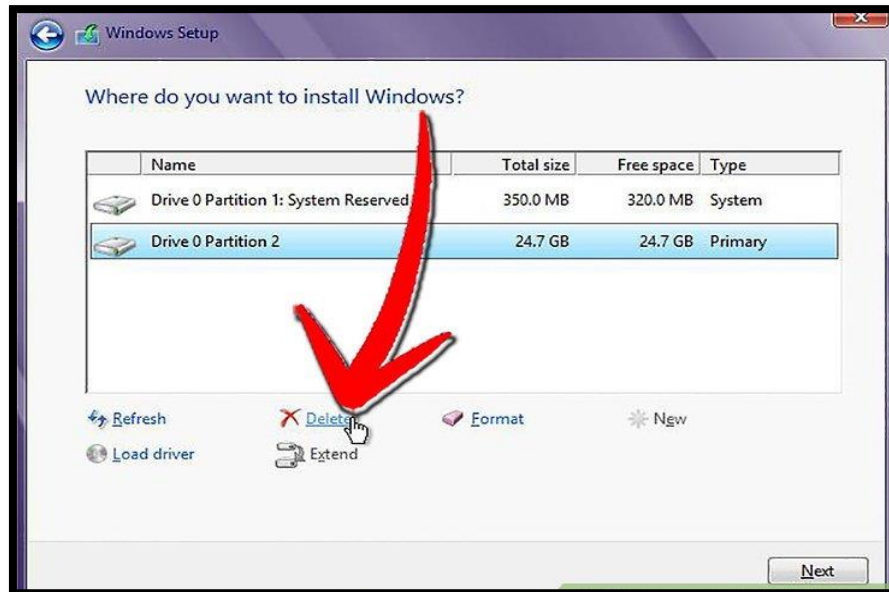 Windows Setup
Where do you want to install Windows?
Name Total size Free space Type
Drive 0 Partition 1: System Reserved 350.0 MB 320.0 MB System
Drive 0 Partition 2 24.7 GB 24.7 GB Primary
Refresh Delete Format New
Load driver Extend
Next